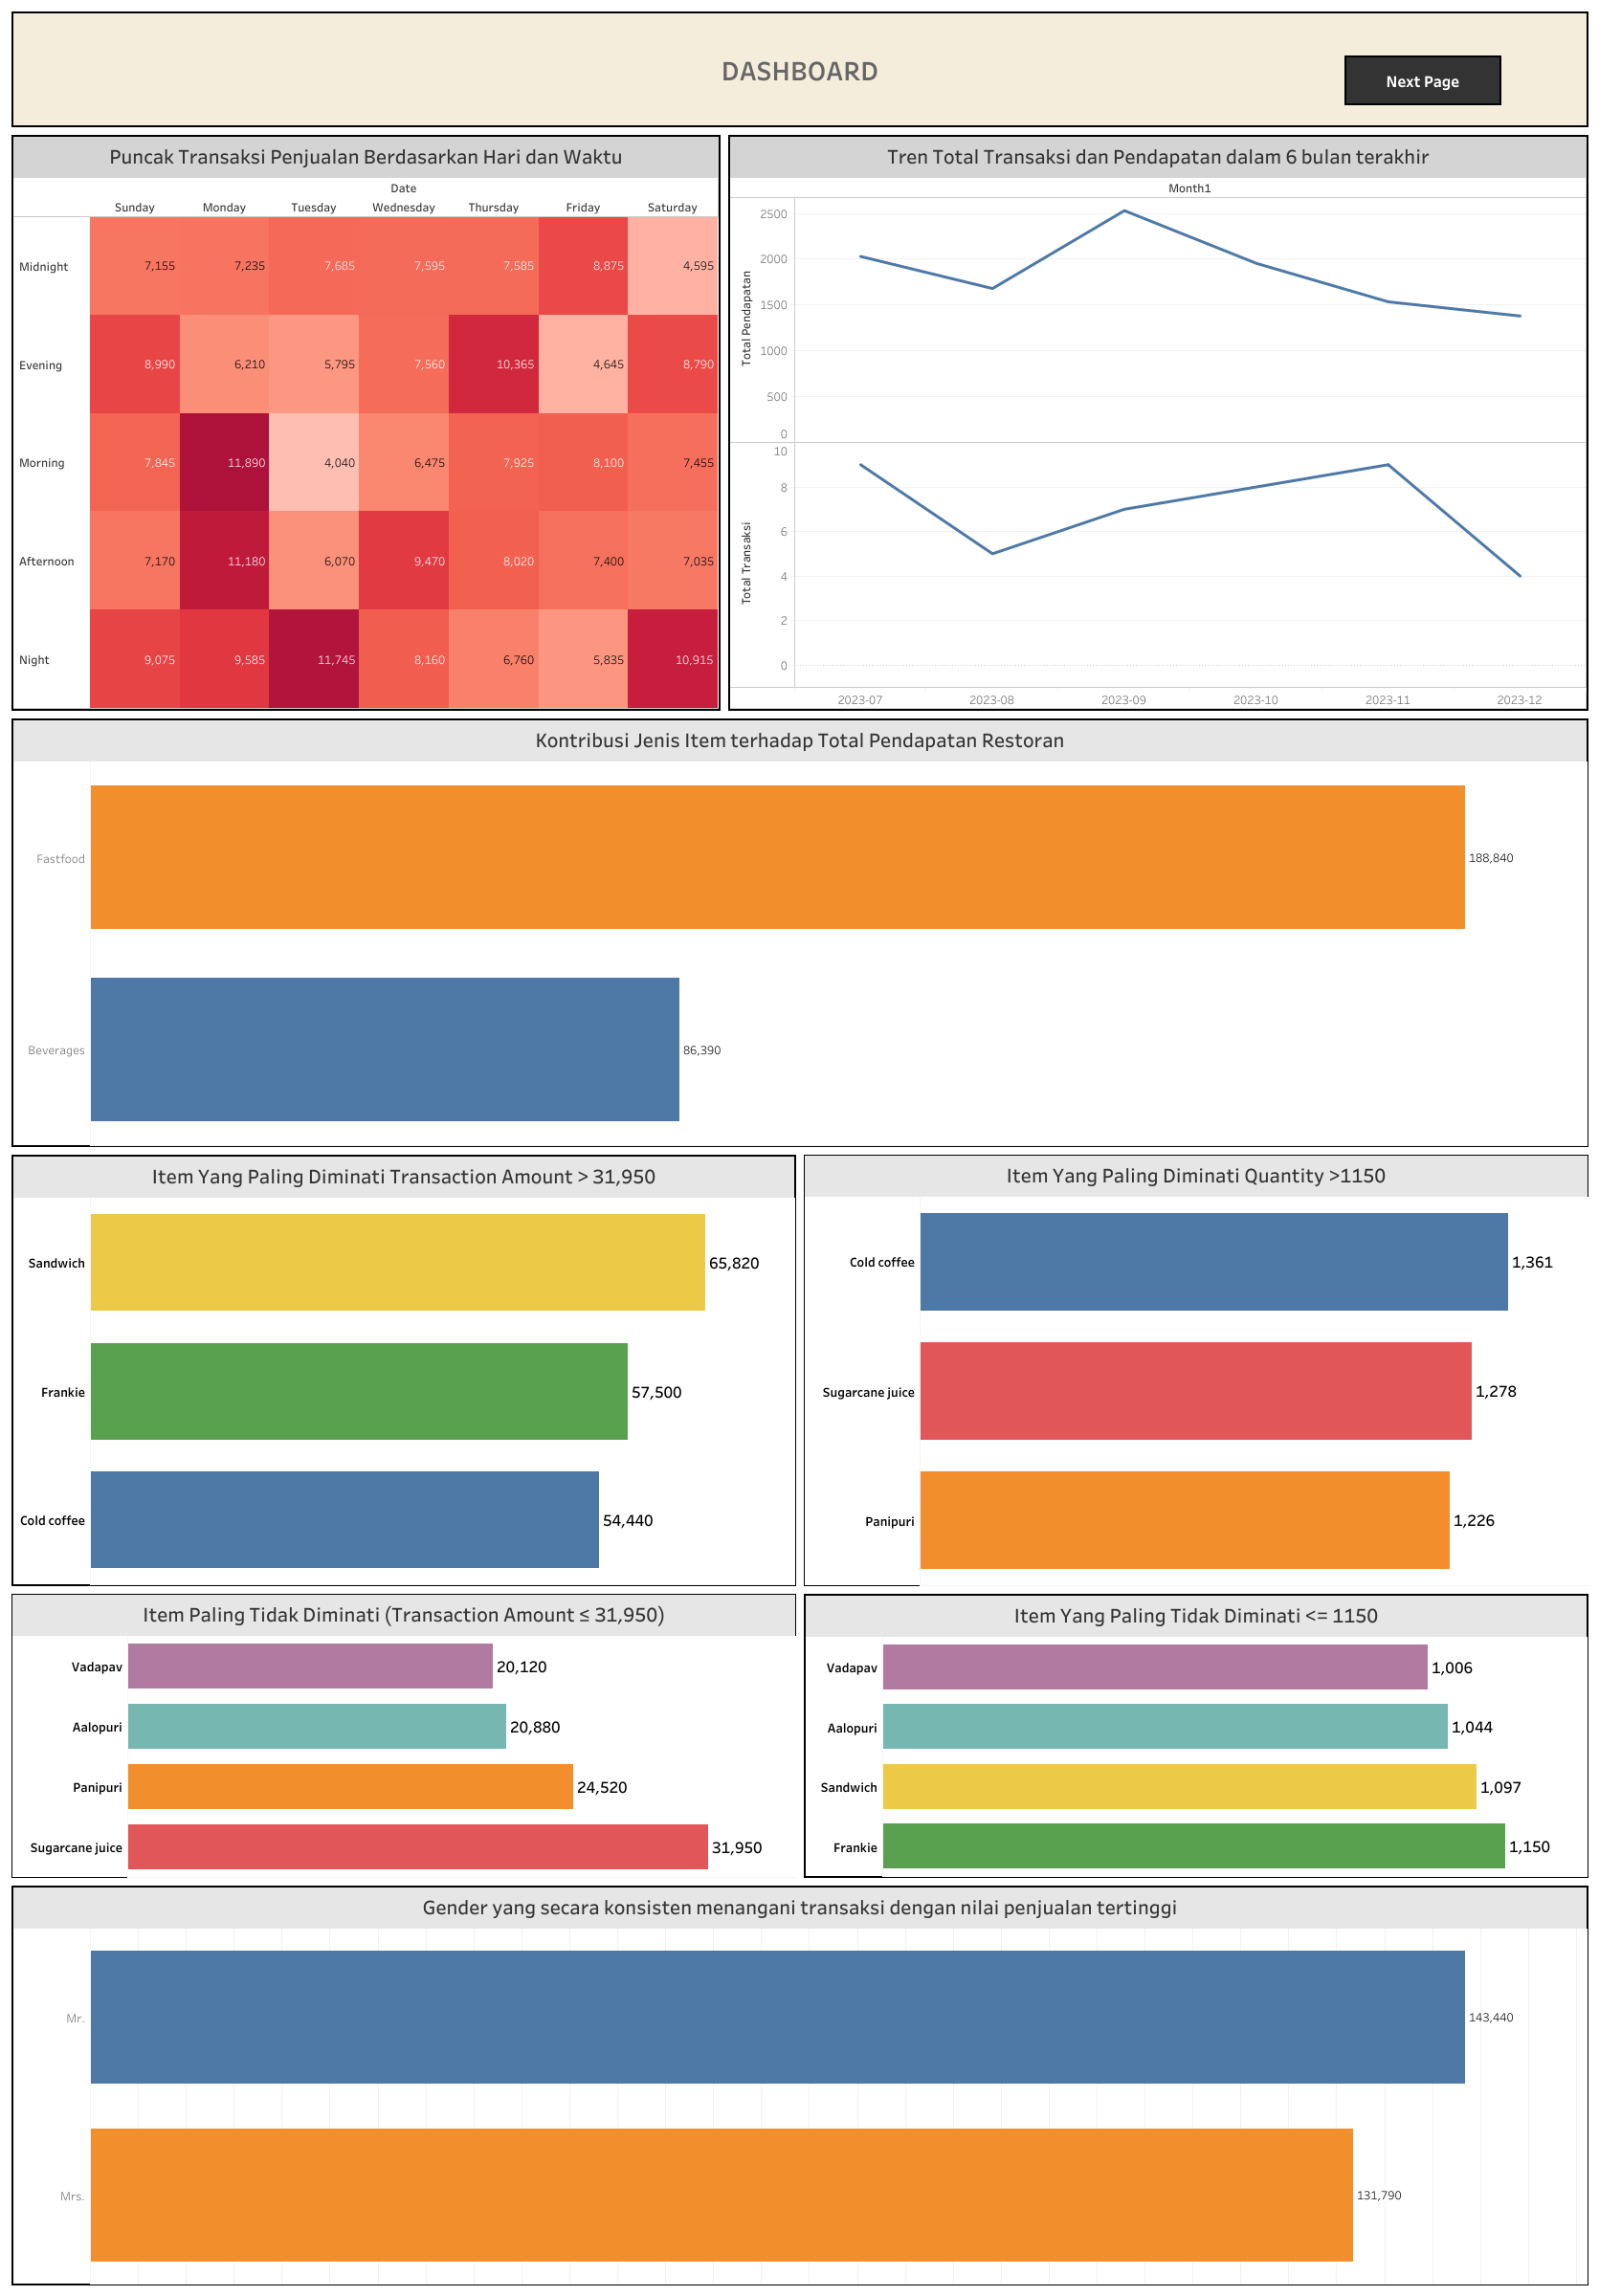 DASHBOARD
Next Page
Puncak Transaksi Penjualan Berdasarkan Hari dan Waktu
Date
Sunday Monday Tuesday Wednesday Thursday Friday Saturday
Midnight 7,155 7,235 7,685 7,595 7,585 8,875 4,595
Evening 8,990 6,210 5,795 7,560 10,365 4,645 8,790
Morning 7,845 11,890 4,040 6,475 7,925 8,100 7,455
Afternoon 7,170 11,180 6,070 9,470 8,020 7,400 7,035
Night 9,075 9,585 11,745 8,160 6,760 5,835 10,915
Tren Total Transaksi dan Pendapatan dalam 6 bulan terakhir
Month1
Total Pendapatan
2500
2000
1500
1000
500
0
Total Transaksi
10
8
6
4
2
0
2023-07 2023-08 2023-09 2023-10 2023-11 2023-12
Kontribusi Jenis Item terhadap Total Pendapatan Restoran
Fastfood 188,840
Beverages 86,390
Item Yang Paling Diminati Transaction Amount > 31,950
Sandwich 65,820
Frankie 57,500
Cold coffee 54,440
Item Yang Paling Diminati Quantity >1150
Cold coffee 1,361
Sugarcane juice 1,278
Panipuri 1,226
Item Paling Tidak Diminati (Transaction Amount ≤ 31,950)
Vadapav 20,120
Aalopuri 20,880
Panipuri 24,520
Sugarcane juice 31,950
Item Yang Paling Tidak Diminati <= 1150
Vadapav 1,006
Aalopuri 1,044
Sandwich 1,097
Frankie 1,150
Gender yang secara konsisten menangani transaksi dengan nilai penjualan tertinggi
Mr. 143,440
Mrs. 131,790